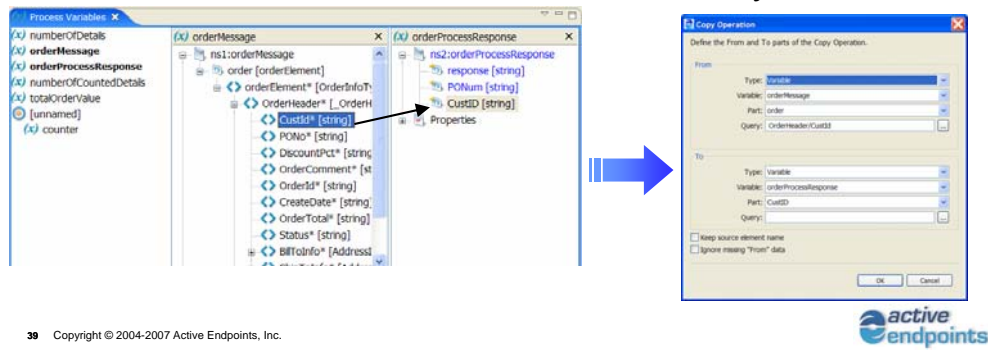 Process Variables
(x) numberOfDetails
(x) orderMessage
(x) orderProcessResponse
(x) numberOfCountedDetails
(x) totalOrderValue
[unnamed]
(x) counter
(x) orderMessage
ns1:orderMessage
order [orderElement]
orderElement* [OrderInfoTy
OrderHeader* [_OrderH
CustId* [string]
PONo* [string]
DiscountPct* [string
OrderComment* [st
OrderId* [string]
CreateDate* [string]
OrderTotal* [string]
Status* [string]
BillToInfo* [AddressI
(x) orderProcessResponse
ns2:orderProcessResponse
response [string]
PONum [string]
CustID [string]
Properties
Copy Operation
Define the From and To parts of the Copy Operation.
From
Type: Variable
Variable: orderMessage
Part: order
Query: OrderHeader/CustId
To
Type: Variable
Variable: orderProcessResponse
Part: CustID
Query:
Keep source element name
Ignore missing "From" data
OK Cancel
39 Copyright © 2004-2007 Active Endpoints, Inc.
active
endpoints